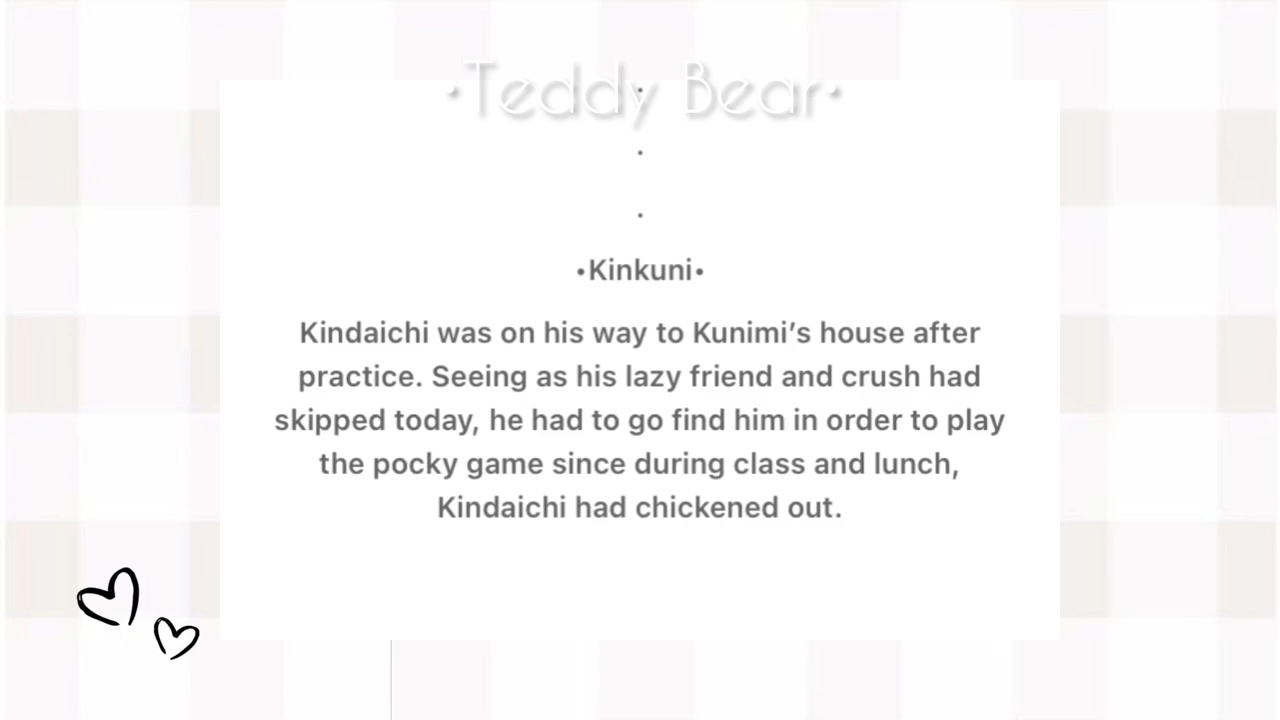 •Teddy Bear•
.
.
.
•Kinkuni•
Kindaichi was on his way to Kunimi’s house after
practice. Seeing as his lazy friend and crush had
skipped today, he had to go find him in order to play
the pocky game since during class and lunch,
Kindaichi had chickened out.